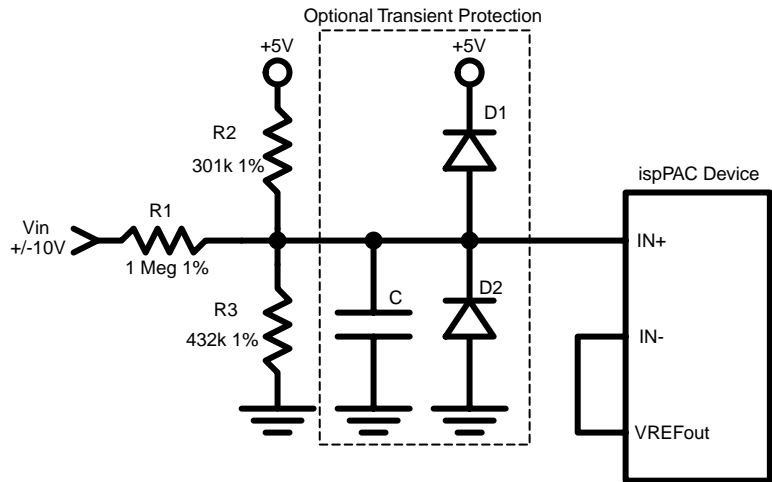 Optional Transient Protection
+5V
+5V
D1
R2
301k 1%
ispPAC Device
Vin
+/-10V
R1
1 Meg 1%
IN+
R3
432k 1%
C
D2
IN-
VREFout